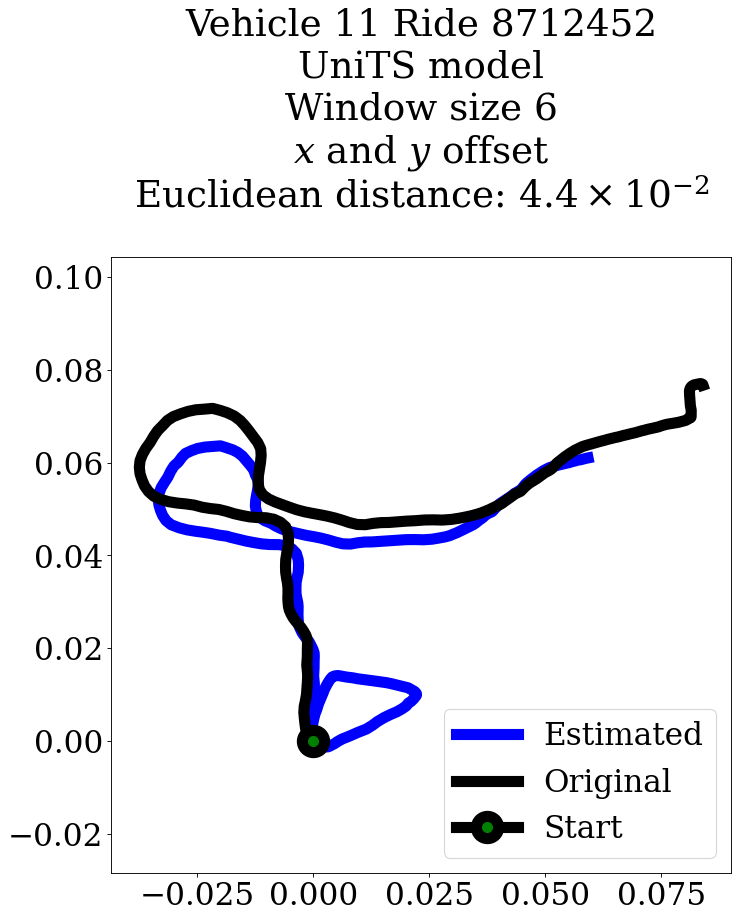 Vehicle 11 Ride 8712452
UniTS model
Window size 6
x and y offset
Euclidean distance: 4.4 × 10⁻²
0.10
0.08
0.06
0.04
0.02
0.00
−0.02
Estimated
Original
Start
−0.025 0.000 0.025 0.050 0.075